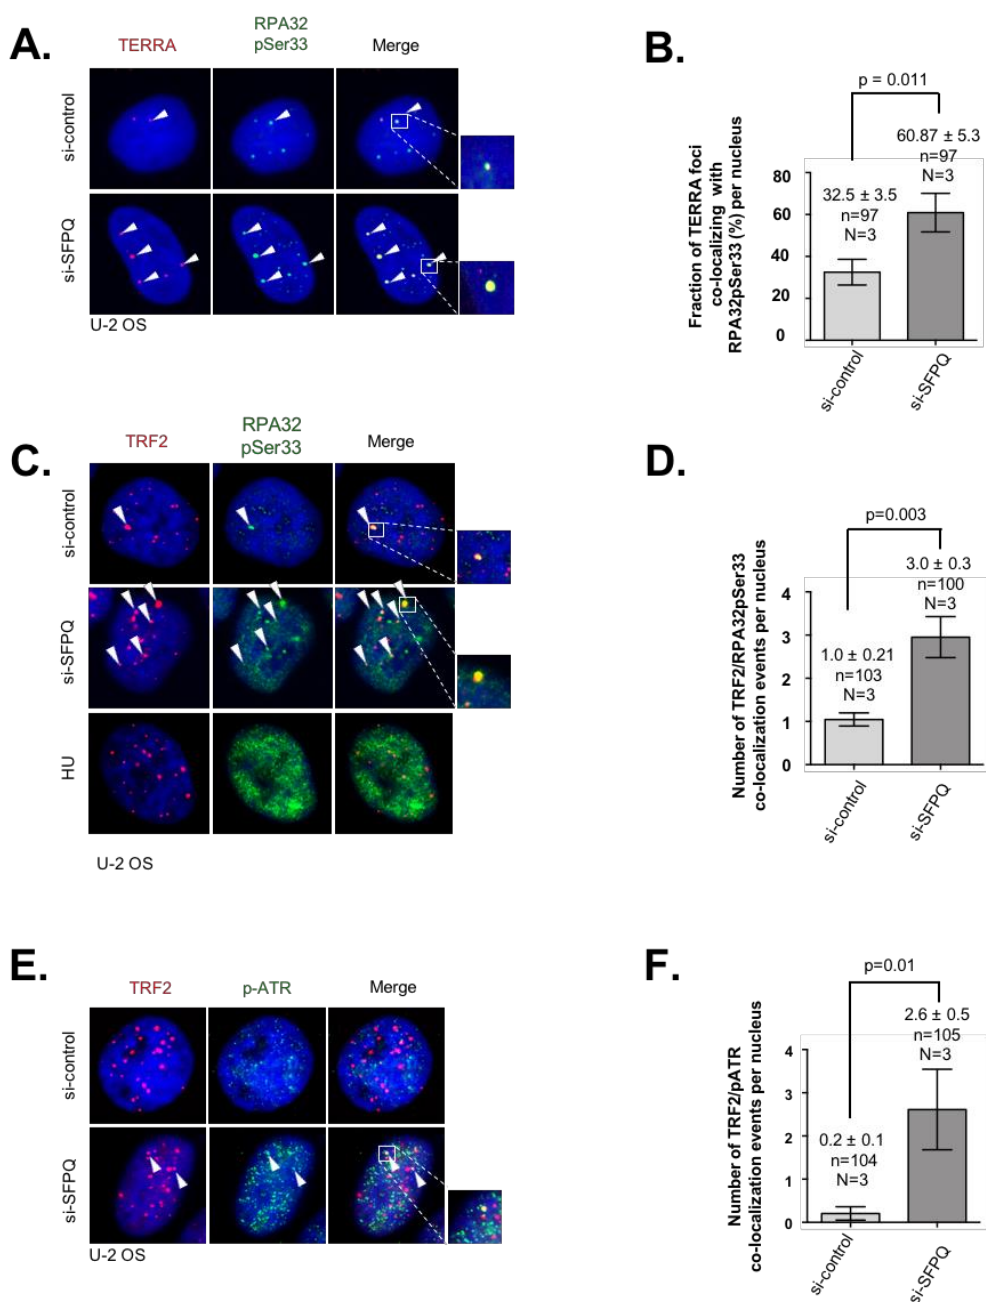 A.
TERRA
RPA32
pSer33
Merge
si-control
si-SFPQ
U-2 OS
B.
p = 0.011
60.87 ± 5.3
n=97
N=3
32.5 ± 3.5
n=97
N=3
Fraction of TERRA foci
co-localizing with
RPA32pSer33 (%) per nucleus
80
60
40
20
0
si-control
si-SFPQ
C.
TRF2
RPA32
pSer33
Merge
si-control
si-SFPQ
HU
U-2 OS
D.
p=0.003
3.0 ± 0.3
n=100
N=3
1.0 ± 0.21
n=103
N=3
Number of TRF2/RPA32pSer33
co-localization events per nucleus
4
3
2
1
0
si-control
si-SFPQ
E.
TRF2
p-ATR
Merge
si-control
si-SFPQ
U-2 OS
F.
p=0.01
2.6 ± 0.5
n=105
N=3
0.2 ± 0.1
n=104
N=3
Number of TRF2/pATR
co-localization events per nucleus
4
3
2
1
0
si-control
si-SFPQ